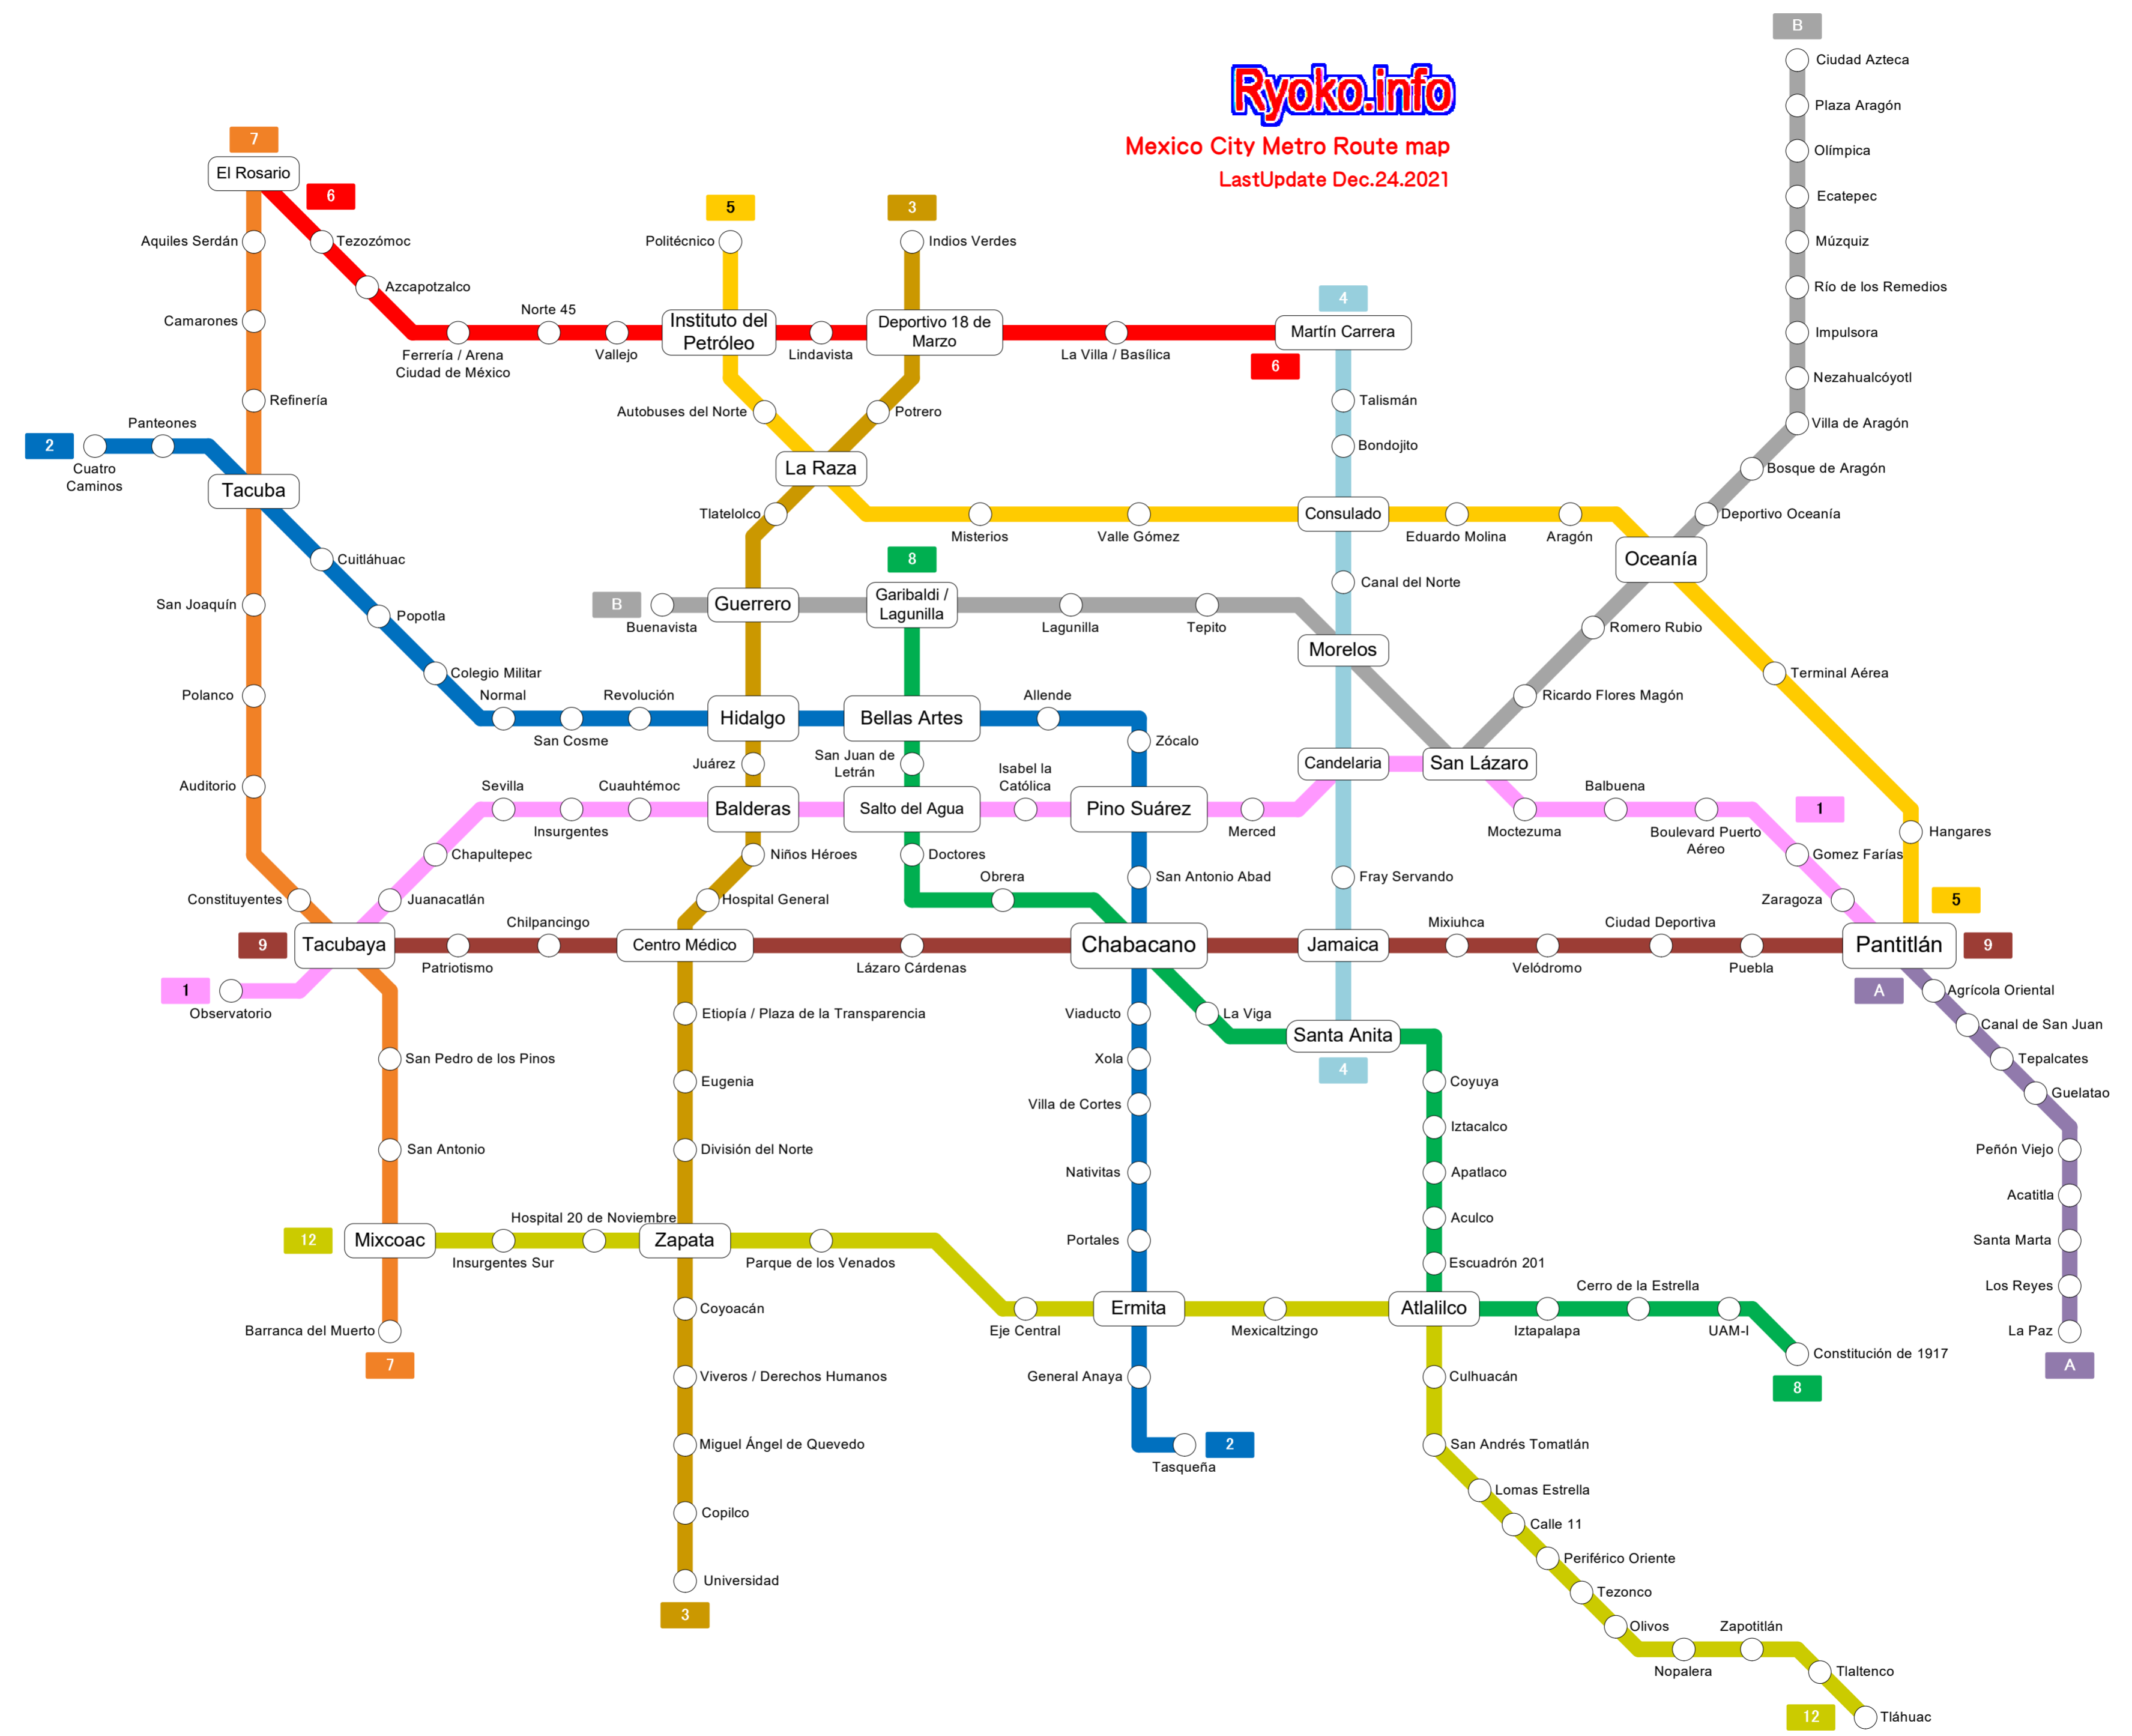 B
Ciudad Azteca
Plaza Aragón
Olímpica
Ecatepec
Múzquiz
Río de los Remedios
Impulsora
Nezahualcóyotl
Villa de Aragón
Bosque de Aragón
Deportivo Oceanía
Ryoko.info
Mexico City Metro Route map
LastUpdate Dec.24.2021
7
El Rosario
6
Aquiles Serdán
Tezozómoc
Azcapotzalco
Camarones
Norte 45
Ferrería / Arena
Ciudad de México
Vallejo
5
Politécnico
3
Indios Verdes
Instituto del
Petróleo
Lindavista
Deportivo 18 de
Marzo
La Villa / Basílica
4
Martín Carrera
6
Refinería
Autobuses del Norte
Potrero
Talismán
Bondojito
2
Panteones
Cuatro
Caminos
Tacuba
La Raza
Tlatelolco
Misterios
Valle Gómez
Consulado
Eduardo Molina
Aragón
Oceanía
Cuitláhuac
8
Canal del Norte
San Joaquín
Popotla
B
Buenavista
Guerrero
Garibaldi /
Lagunilla
Lagunilla
Tepito
Morelos
Romero Rubio
Colegio Militar
Terminal Aérea
Polanco
Normal
San Cosme
Revolución
Hidalgo
Bellas Artes
Allende
Zócalo
Ricardo Flores Magón
Juárez
San Juan de
Letrán
Candelaria
San Lázaro
Auditorio
Sevilla
Insurgentes
Cuauhtémoc
Balderas
Salto del Agua
Isabel la
Católica
Pino Suárez
Merced
Moctezuma
Balbuena
Boulevard Puerto
Aéreo
1
Hangares
Chapultepec
Niños Héroes
Doctores
Gomez Farías
Obrera
San Antonio Abad
Fray Servando
Constituyentes
Juanacatlán
Hospital General
Zaragoza
5
9
Tacubaya
Patriotismo
Chilpancingo
Centro Médico
Lázaro Cárdenas
Chabacano
Jamaica
Mixiuhca
Velódromo
Ciudad Deportiva
Puebla
Pantitlán
9
1
Observatorio
A
Agrícola Oriental
Etiopía / Plaza de la Transparencia
Viaducto
La Viga
Santa Anita
4
Canal de San Juan
San Pedro de los Pinos
Xola
Tepalcates
Eugenia
Villa de Cortes
Coyuya
Guelatao
San Antonio
División del Norte
Iztacalco
Peñón Viejo
Nativitas
Apatlaco
Acatitla
12
Mixcoac
Insurgentes Sur
Hospital 20 de Noviembre
Zapata
Parque de los Venados
Portales
Aculco
Santa Marta
Escuadrón 201
Los Reyes
Barranca del Muerto
7
Coyoacán
Eje Central
Ermita
Mexicaltzingo
Atlalilco
Iztapalapa
Cerro de la Estrella
UAM-I
Constitución de 1917
8
La Paz
A
Viveros / Derechos Humanos
General Anaya
Culhuacán
Miguel Ángel de Quevedo
Tasqueña
2
San Andrés Tomatlán
Copilco
Lomas Estrella
Calle 11
Universidad
3
Periférico Oriente
Tezonco
Olivos
Nopalera
Zapotitlán
Tlaltenco
12
Tláhuac